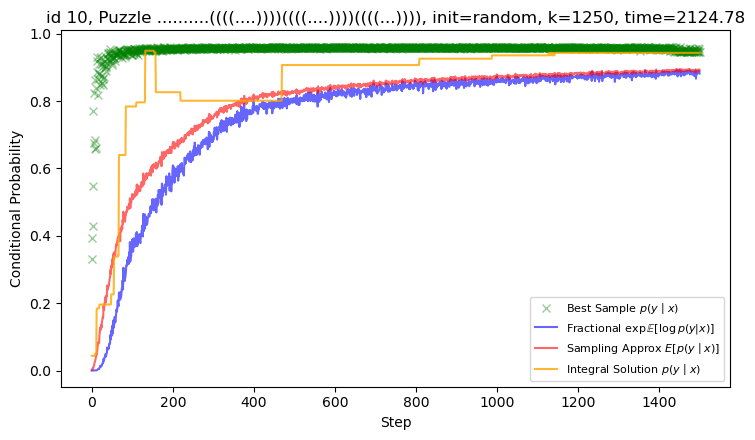 id 10, Puzzle ..........((((....))))((((....))))((((...)))), init=random, k=1250, time=2124.78
Conditional Probability
1.0
0.8
0.6
0.4
0.2
0.0
Best Sample p(y | x)
Fractional exp 𝔼[log p(y|x)]
Sampling Approx E[p(y | x)]
Integral Solution p(y | x)
0 200 400 600 800 1000 1200 1400
Step